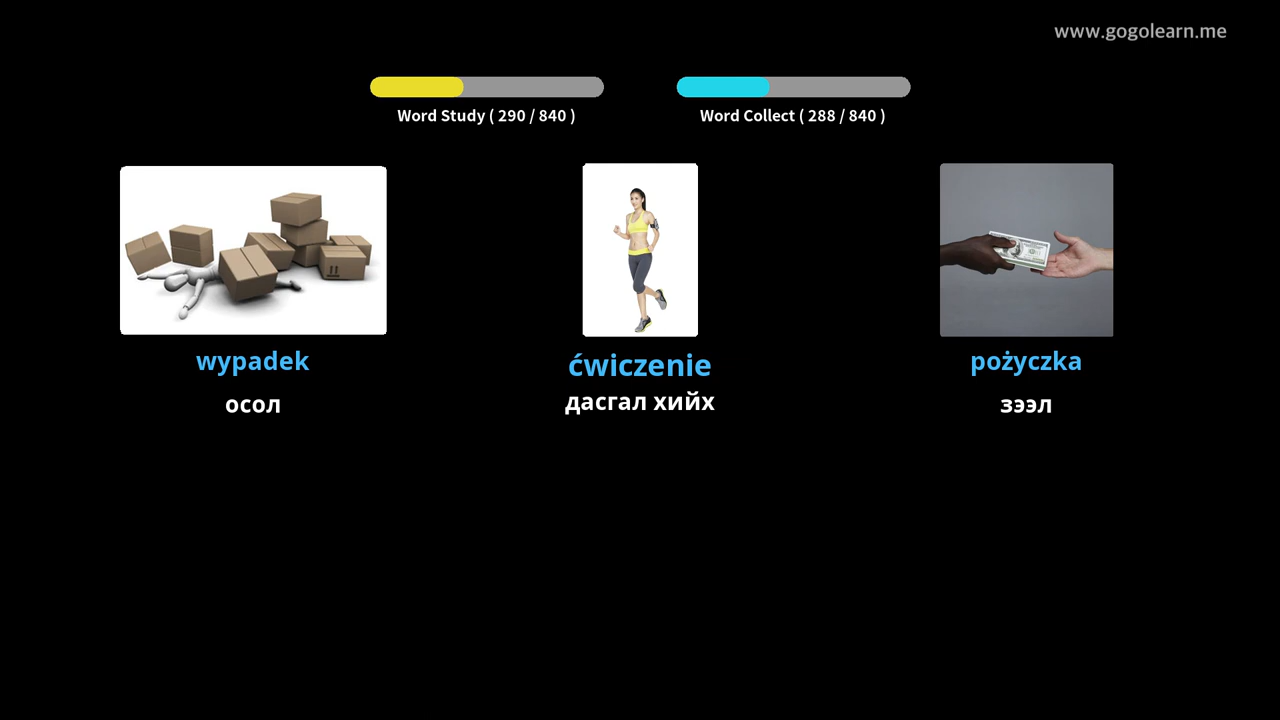 www.gogolearn.me
Word Study ( 290 / 840 )
Word Collect ( 288 / 840 )
wypadek
осол
ćwiczenie
дасгал хийх
pożyczka
зээл